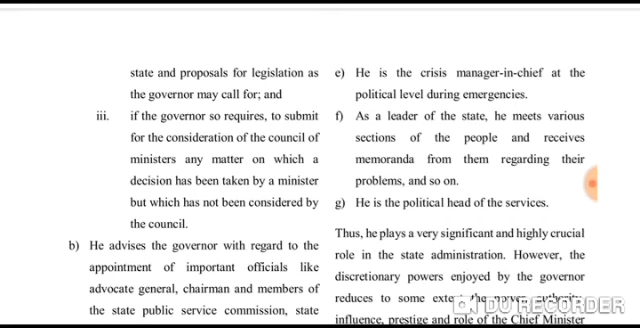 state and proposals for legislation as
the governor may call for; and
iii. if the governor so requires, to submit
for the consideration of the council of
ministers any matter on which a
decision has been taken by a minister
but which has not been considered by
the council.
b) He advises the governor with regard to the
appointment of important officials like
advocate general, chairman and members of
the state public service commission, state
e) He is the crisis manager-in-chief at the
political level during emergencies.
f) As a leader of the state, he meets various
sections of the people and receives
memoranda from them regarding their
problems, and so on.
g) He is the political head of the services.
Thus, he plays a very significant and highly crucial
role in the state administration. However, the
discretionary powers enjoyed by the governor
reduces to some extent the power, authority,
influence, prestige and role of the Chief Minister
DU RECORDER